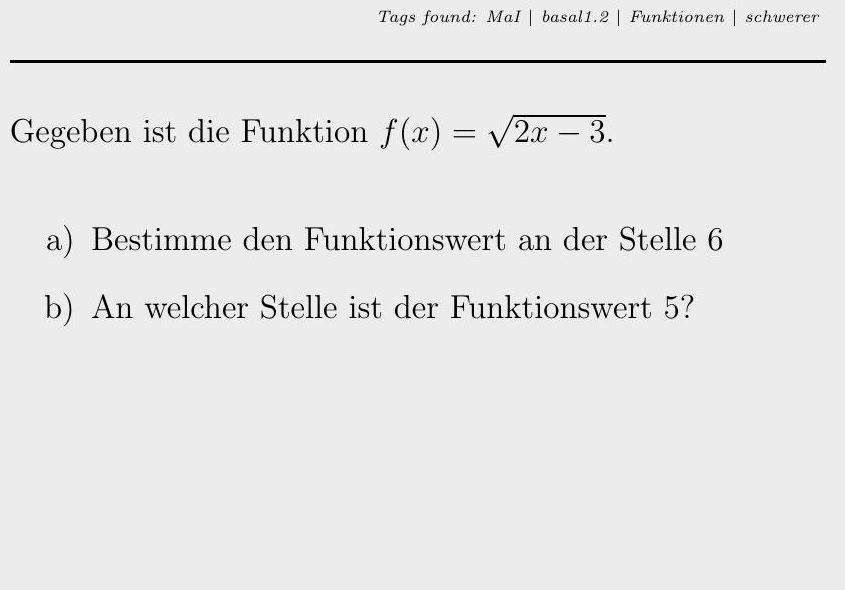 Tags found: MaI | basal1.2 | Funktionen | schwerer
Gegeben ist die Funktion f(x) = √2x − 3.
a) Bestimme den Funktionswert an der Stelle 6
b) An welcher Stelle ist der Funktionswert 5?